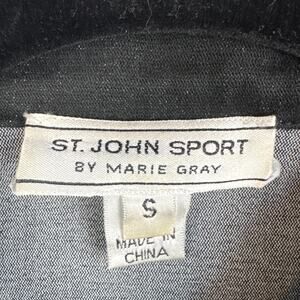 ST. JOHN SPORT
BY MARIE GRAY
S
MADE IN
CHINA